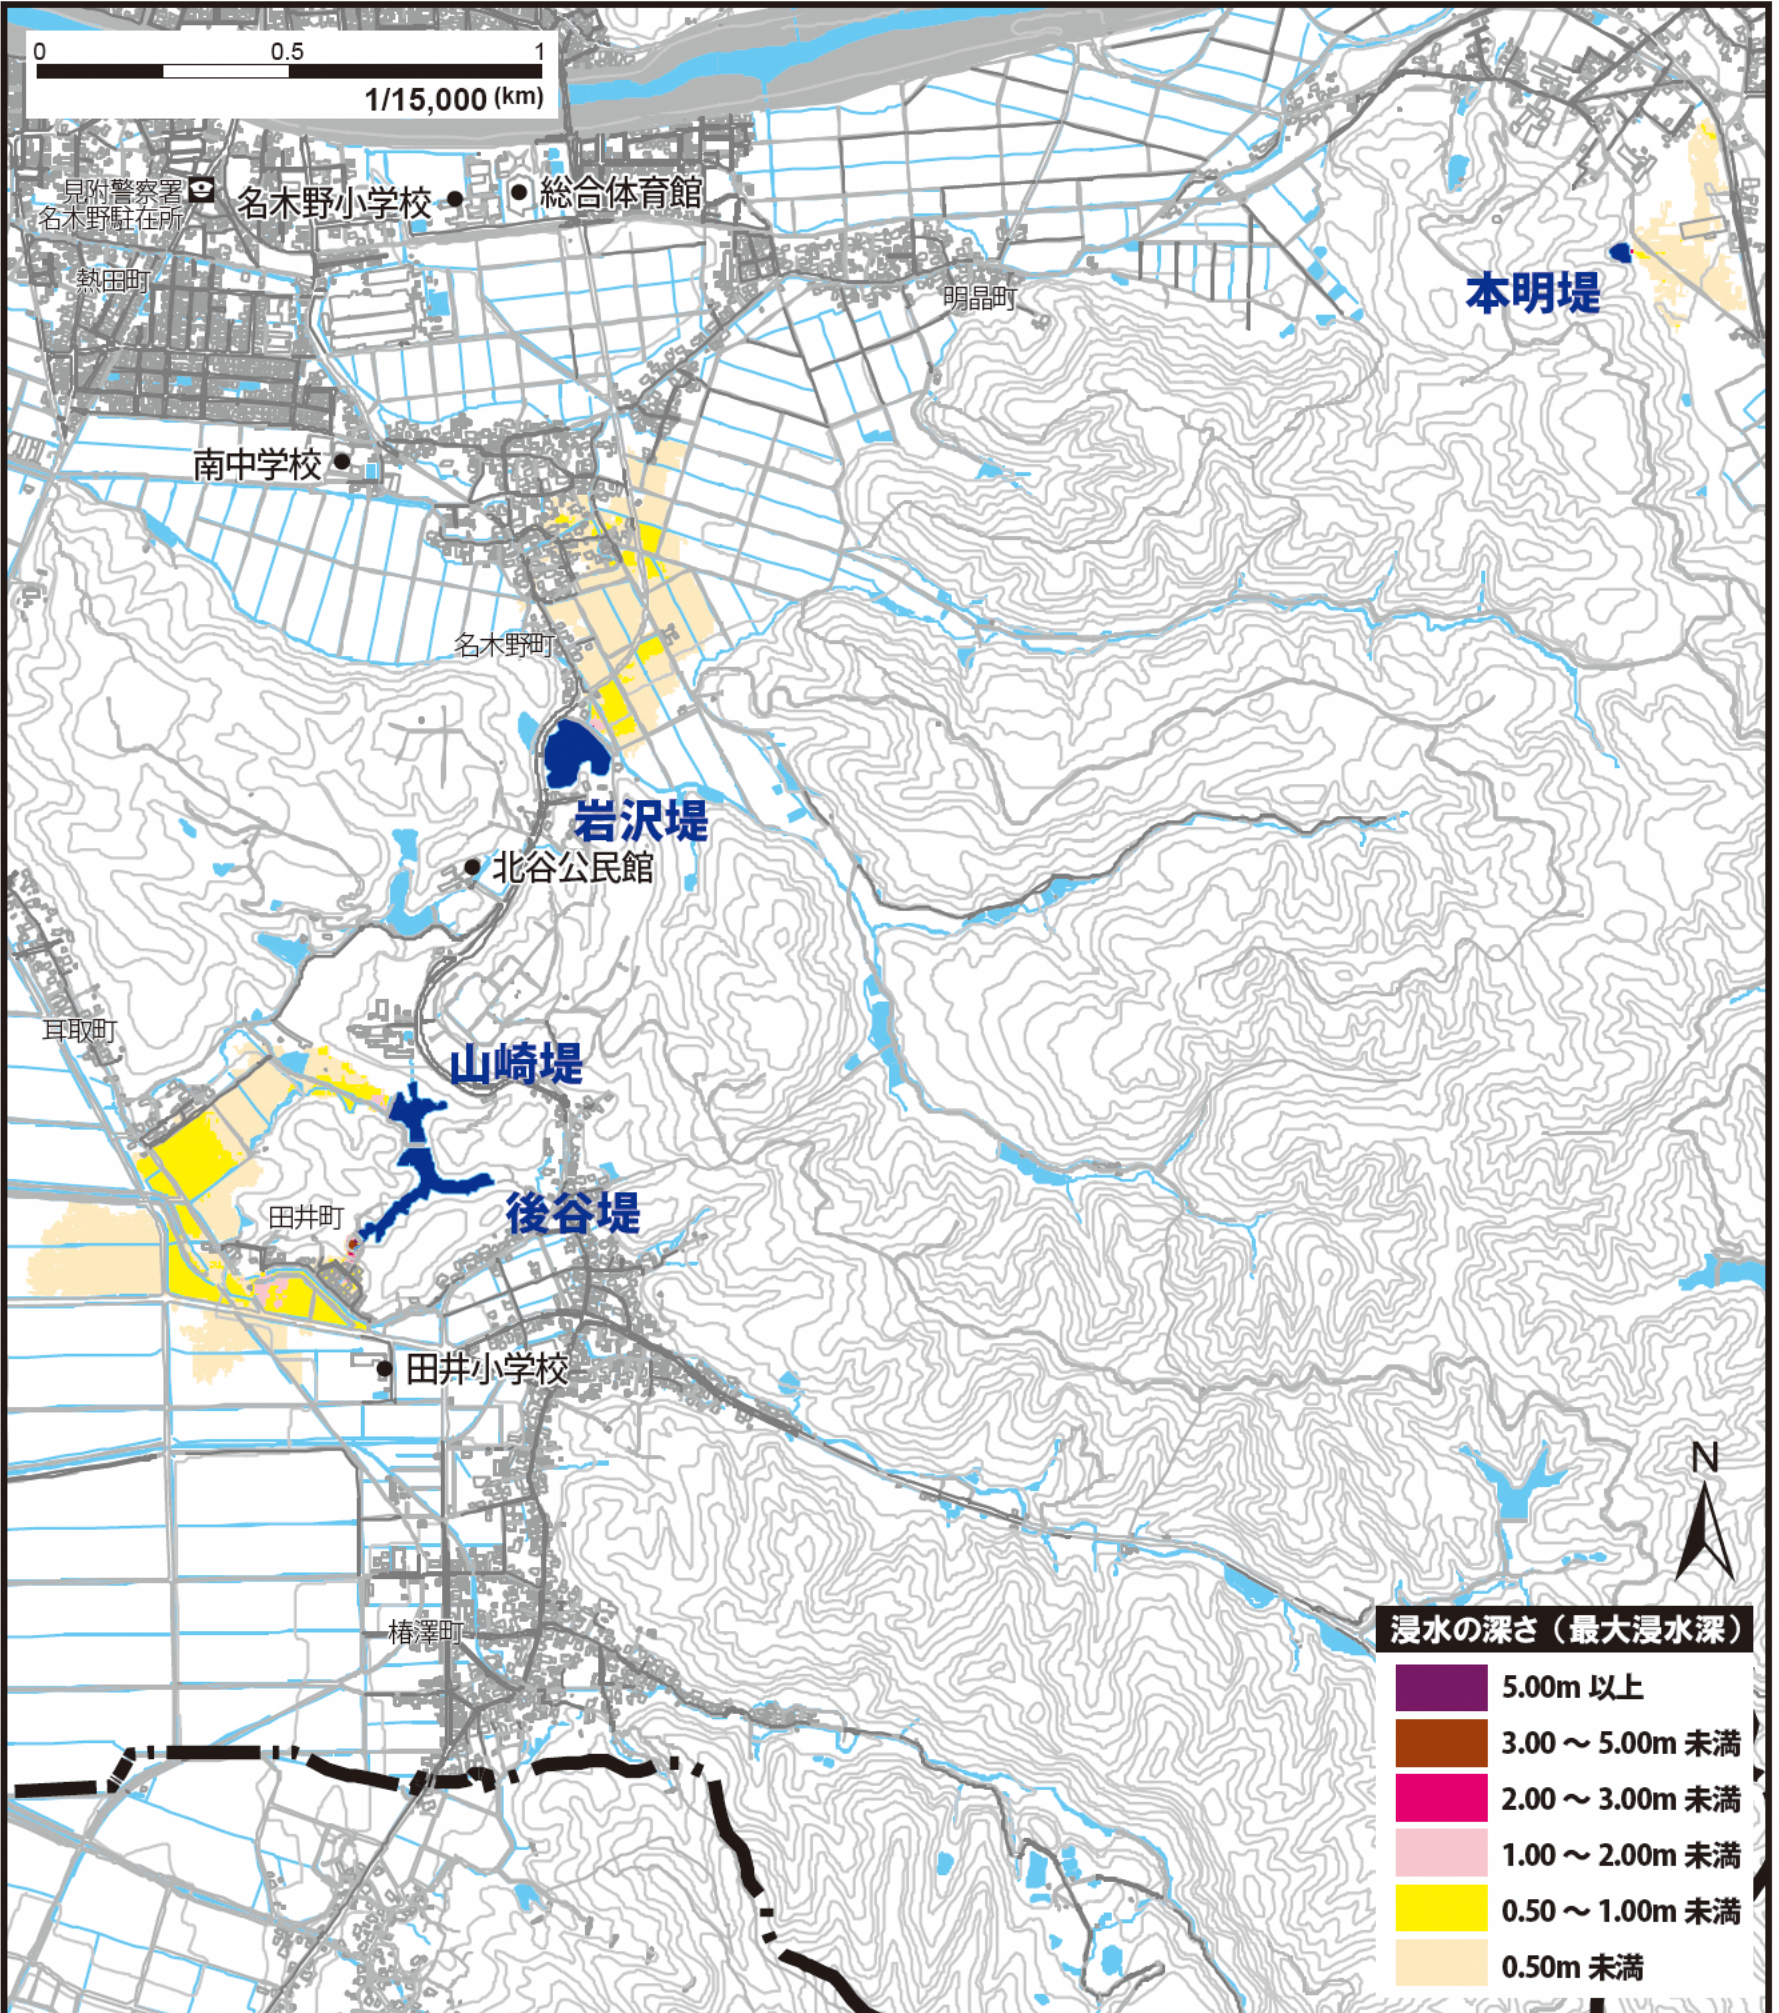 0 0.5 1
1/15,000 (km)
見附警察署
名木野駐在所
名木野小学校
総合体育館
熱田町
明晶町
本明堤
南中学校
名木野町
岩沢堤
北谷公民館
耳取町
山崎堤
田井町
後谷堤
田井小学校
椿澤町
N
浸水の深さ（最大浸水深）
5.00m 以上
3.00 ～ 5.00m 未満
2.00 ～ 3.00m 未満
1.00 ～ 2.00m 未満
0.50 ～ 1.00m 未満
0.50m 未満